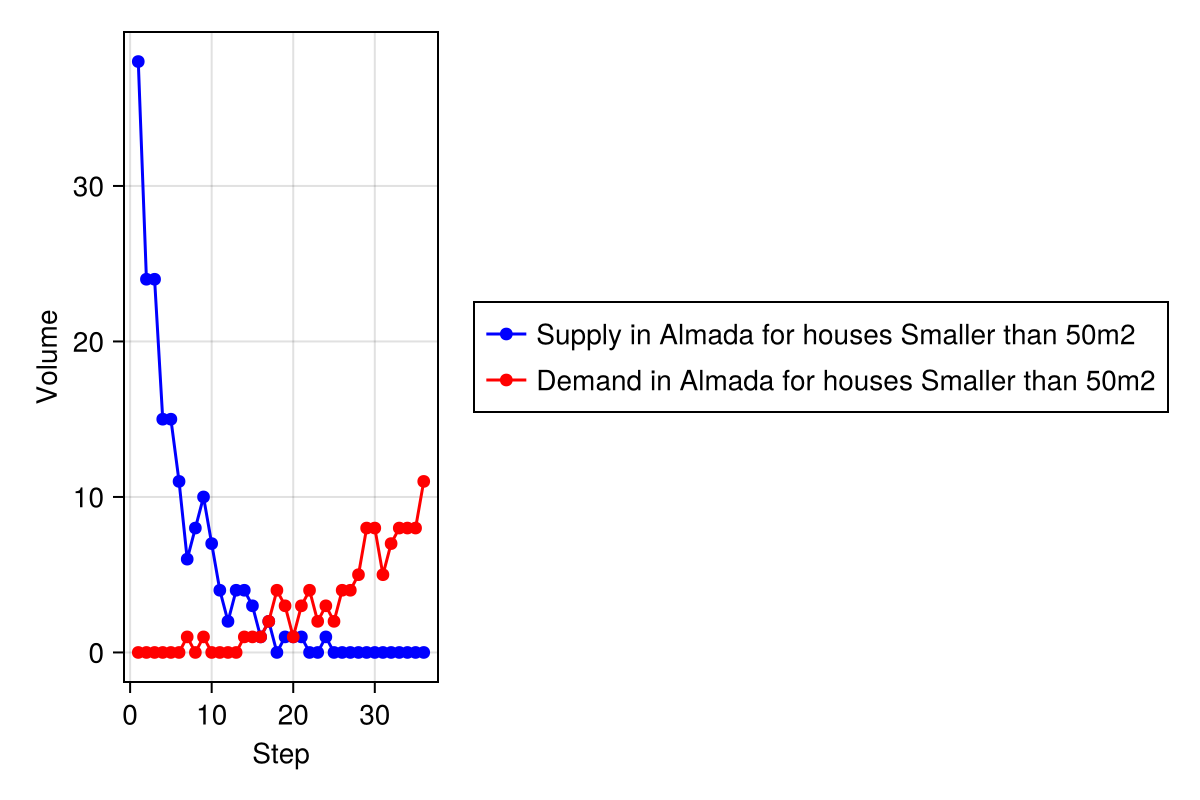 30
20
10
0
Volume
0 10 20 30
Step
Supply in Almada for houses Smaller than 50m2
Demand in Almada for houses Smaller than 50m2